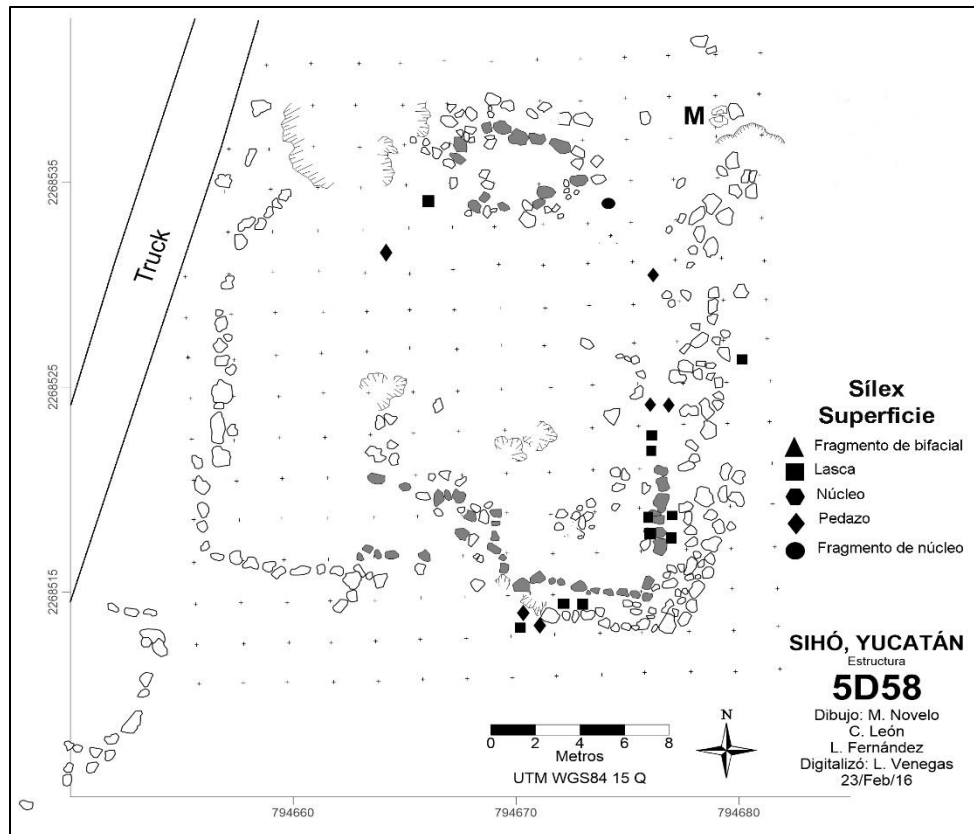 M
2268535
Truck
2268525
2268515
Sílex
Superficie
Fragmento de bifacial
Lasca
Núcleo
Pedazo
Fragmento de núcleo
SIHÓ, YUCATÁN
Estructura
5D58
Dibujo: M. Novelo
C. León
L. Fernández
Digitalizó: L. Venegas
23/Feb/16
N
0 2 4 6 8
Metros
UTM WGS84 15 Q
794660 794670 794680